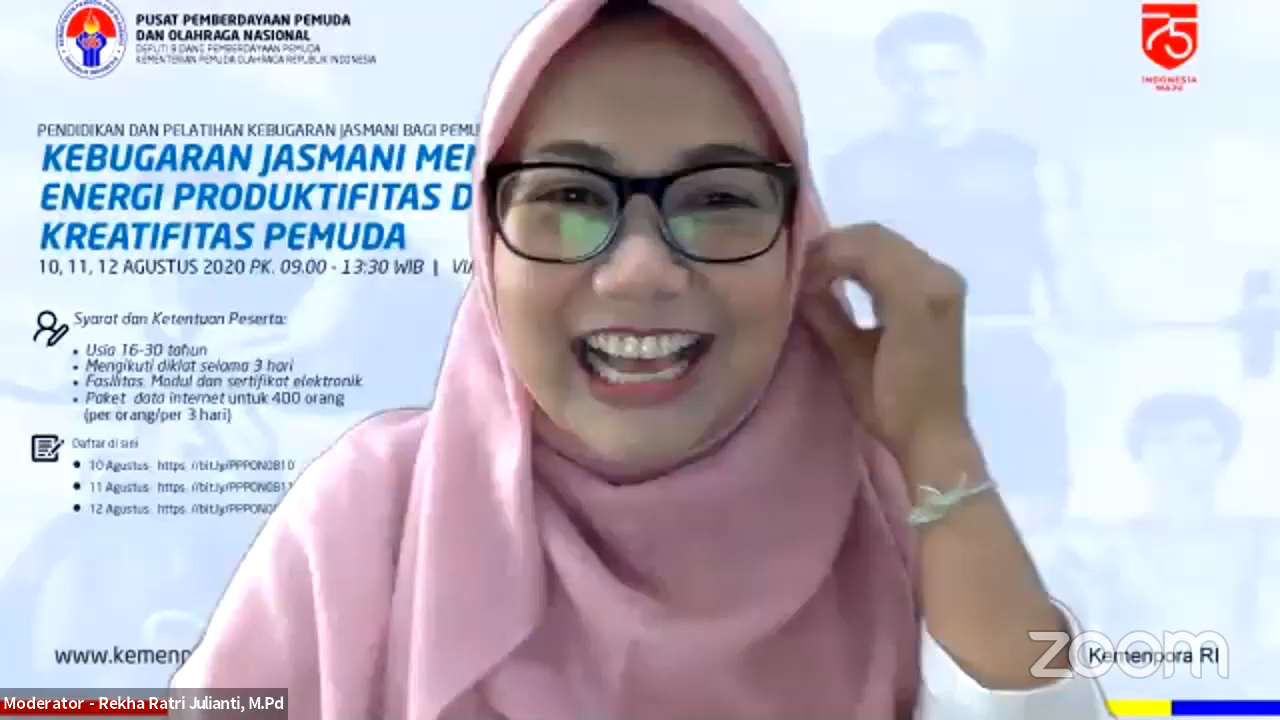 PUSAT PEMBERDAYAAN PEMUDA
DAN OLAHRAGA NASIONAL
DEPUTI BIDANG PEMBERDAYAAN PEMUDA
KEMENTERIAN PEMUDA OLAHRAGA REPUBLIK INDONESIA
75
INDONESIA
MAJU
PENDIDIKAN DAN PELATIHAN KEBUGARAN JASMANI BAGI PEMU
KEBUGARAN JASMANI MEN
ENERGI PRODUKTIFITAS D
KREATIFITAS PEMUDA
10, 11, 12 AGUSTUS 2020 PK. 09.00 - 13:30 WIB | VIA
Syarat dan Ketentuan Peserta:
• Usia 16-30 tahun
• Mengikuti diklat selama 3 hari
• Fasilitas Modul dan sertifikat elektronik
• Paket data internet untuk 400 orang
(per orang/per 3 hari)
Daftar di sini
• 10 Agustus: https://bit.ly/PPPON0810
• 11 Agustus: https://bit.ly/PPPON081
• 12 Agustus: https://bit.ly/PPPON0
www.kemenp
zoom
Kemenpora RI
Moderator - Rekha Ratri Julianti, M.Pd